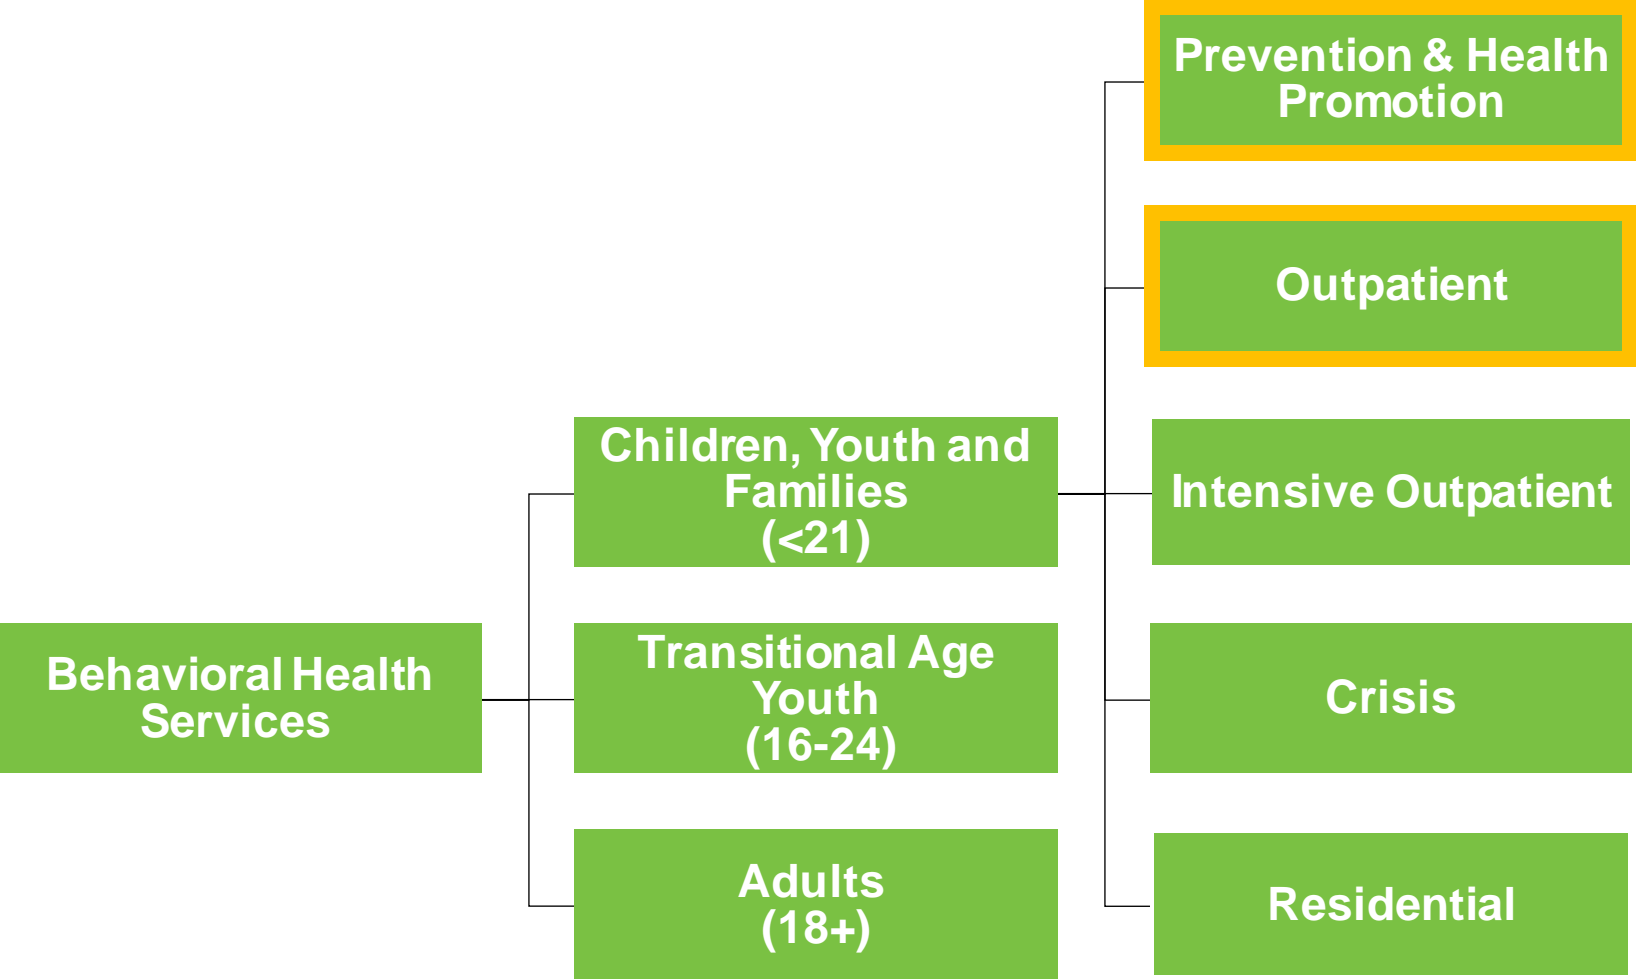 Prevention & Health
Promotion
Outpatient
Children, Youth and
Families
(<21)
Intensive Outpatient
Behavioral Health
Services
Transitional Age
Youth
(16-24)
Crisis
Adults
(18+)
Residential